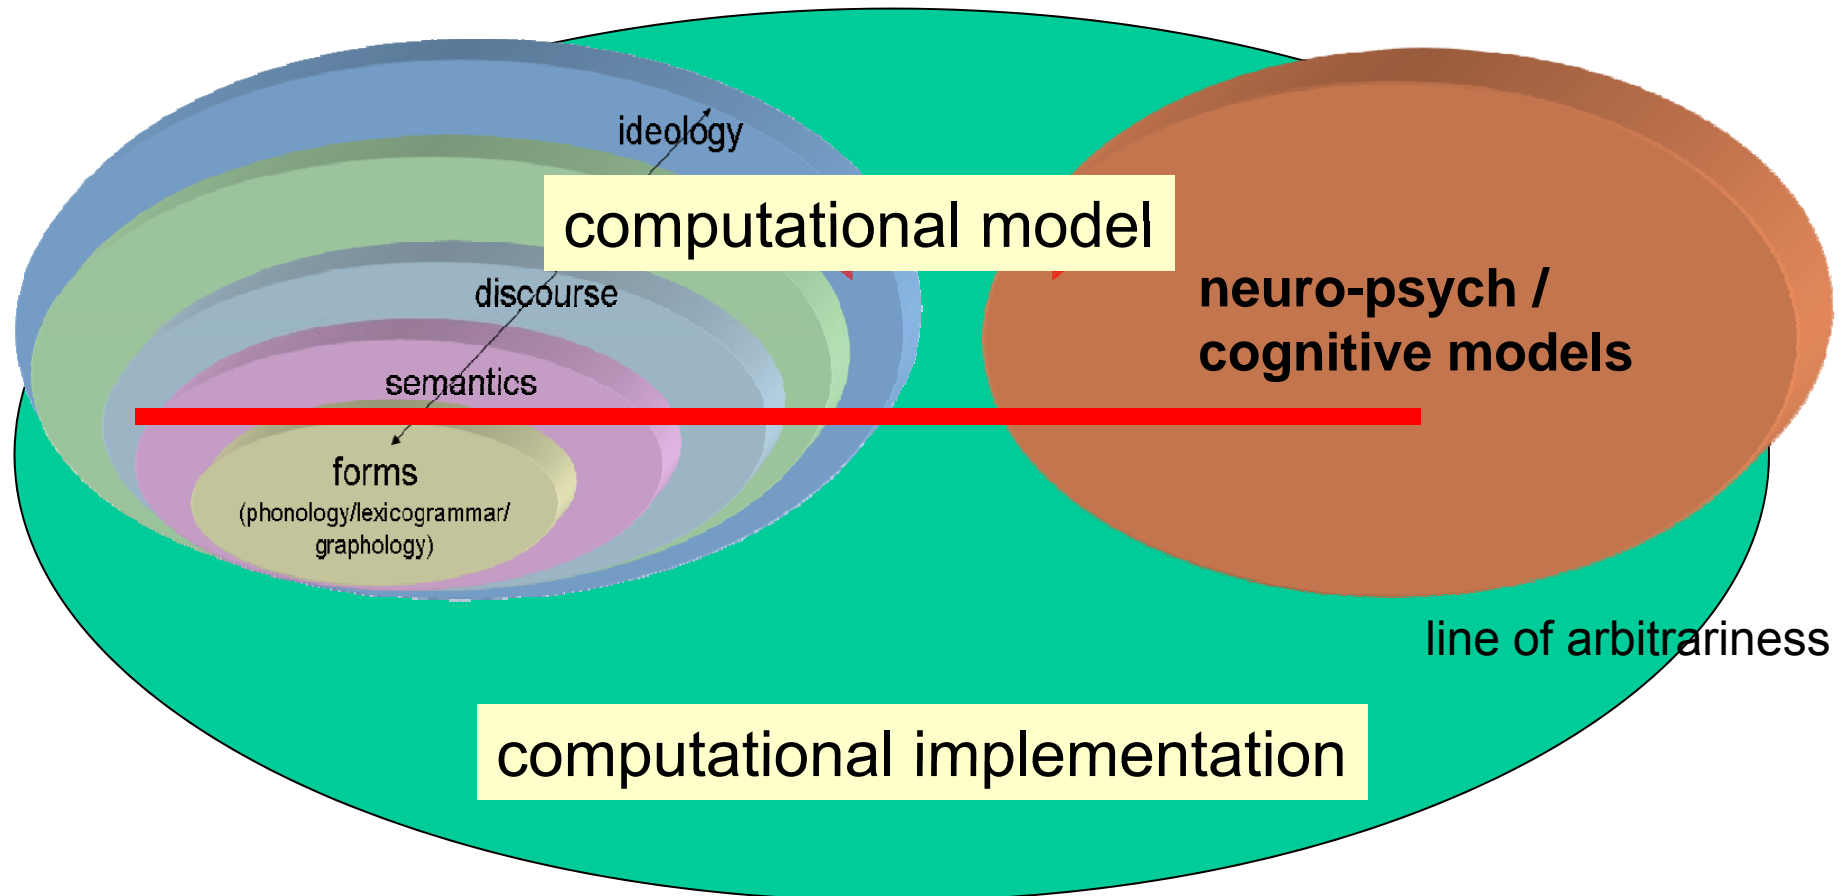 ideology
computational model
discourse
neuro-psych /
cognitive models
semantics
forms
(phonology/lexicogrammar/
graphology)
line of arbitrariness
computational implementation